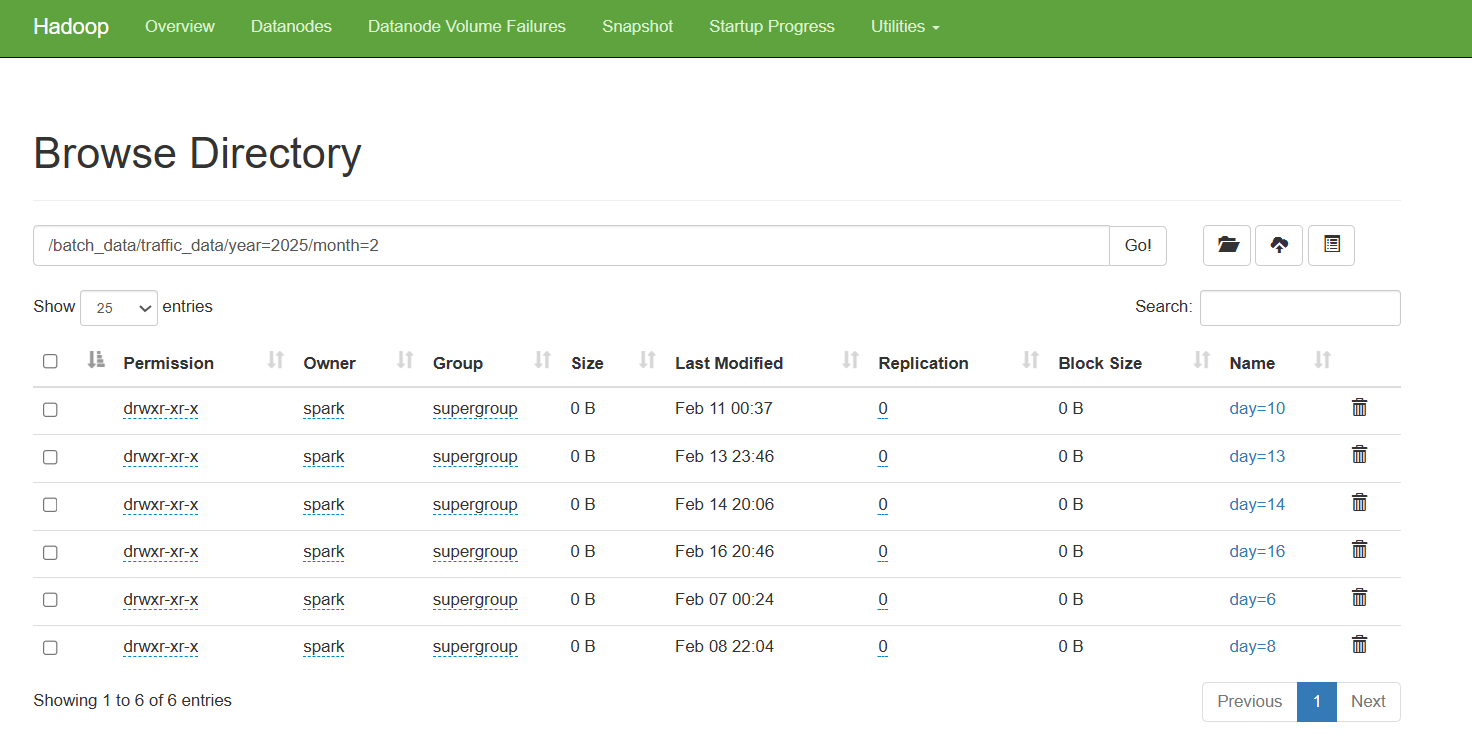 Hadoop Overview Datanodes Datanode Volume Failures Snapshot Startup Progress Utilities
Browse Directory
/batch_data/traffic_data/year=2025/month=2 Go!
Show 25 entries Search:
Permission Owner Group Size Last Modified Replication Block Size Name
drwxr-xr-x spark supergroup 0 B Feb 11 00:37 0 0 B day=10
drwxr-xr-x spark supergroup 0 B Feb 13 23:46 0 0 B day=13
drwxr-xr-x spark supergroup 0 B Feb 14 20:06 0 0 B day=14
drwxr-xr-x spark supergroup 0 B Feb 16 20:46 0 0 B day=16
drwxr-xr-x spark supergroup 0 B Feb 07 00:24 0 0 B day=6
drwxr-xr-x spark supergroup 0 B Feb 08 22:04 0 0 B day=8
Showing 1 to 6 of 6 entries Previous 1 Next